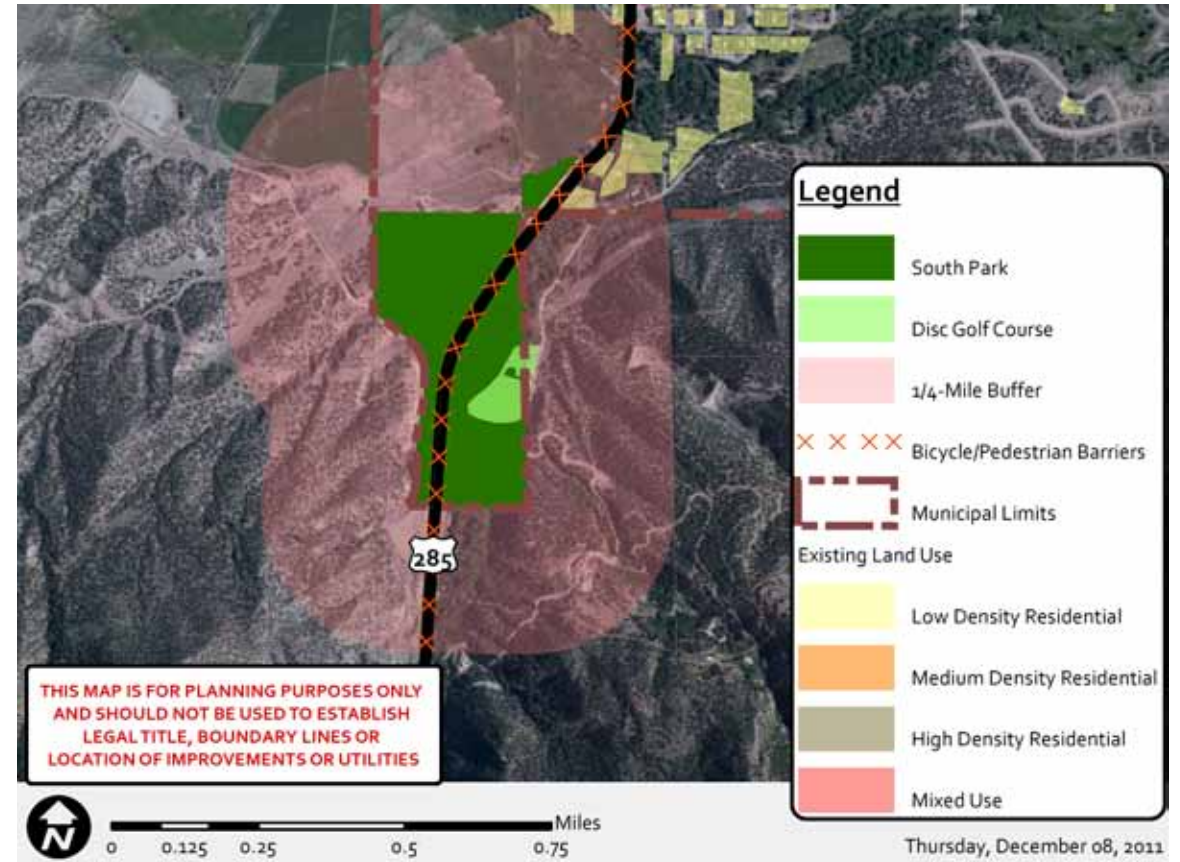 Legend
South Park
Disc Golf Course
1/4-Mile Buffer
Bicycle/Pedestrian Barriers
Municipal Limits
Existing Land Use
Low Density Residential
Medium Density Residential
High Density Residential
Mixed Use
285
THIS MAP IS FOR PLANNING PURPOSES ONLY
AND SHOULD NOT BE USED TO ESTABLISH
LEGAL TITLE, BOUNDARY LINES OR
LOCATION OF IMPROVEMENTS OR UTILITIES
N
Miles
0 0.125 0.25 0.5 0.75
Thursday, December 08, 2011